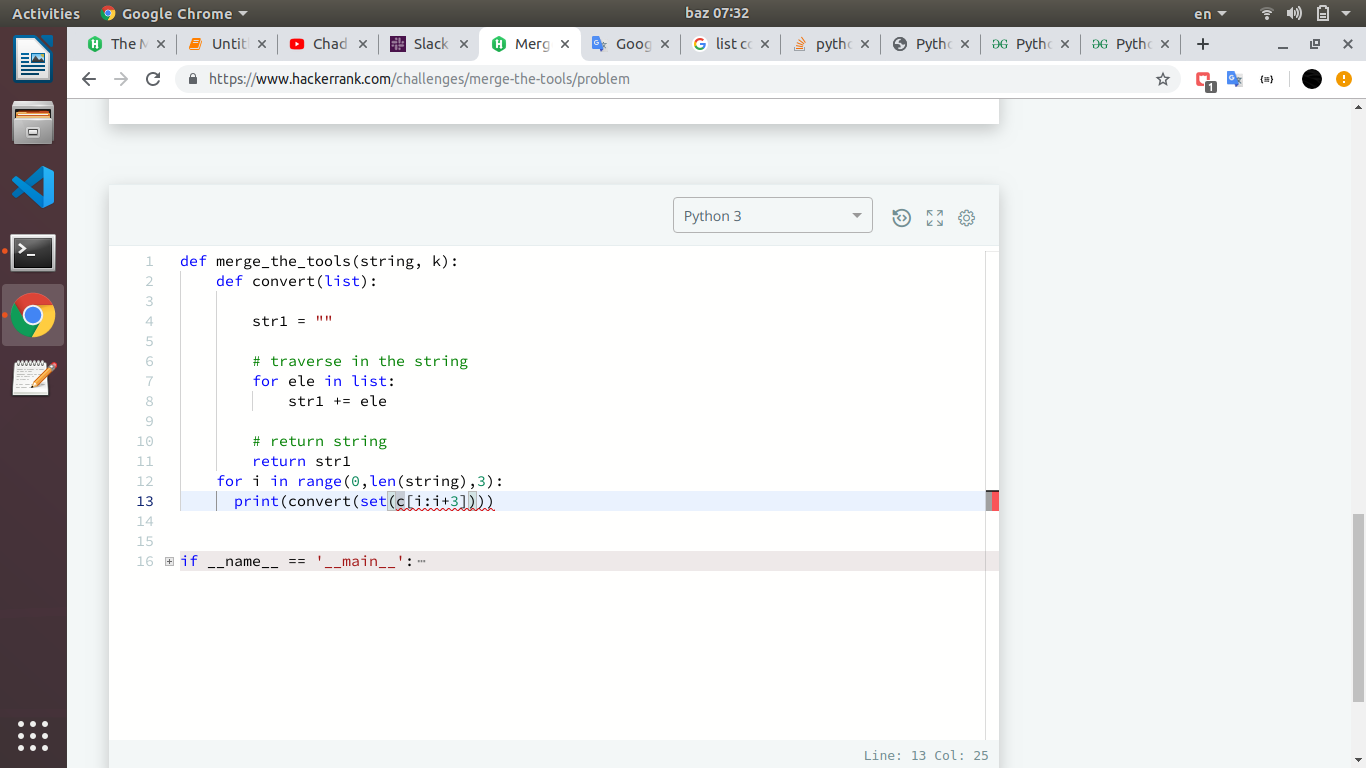 Activities Google Chrome baz 07:32 en
The M Untit Chad Slack Merg Goog list co pytho Pytho Pytho Pytho
https://www.hackerrank.com/challenges/merge-the-tools/problem 1
Python 3
1 def merge_the_tools(string, k):
2 def convert(list):
3
4 str1 = ""
5
6 # traverse in the string
7 for ele in list:
8 str1 += ele
9
10 # return string
11 return str1
12 for i in range(0,len(string),3):
13 print(convert(set(c[i:i+3])))
14
15
16 if __name__ == '__main__':
Line: 13 Col: 25